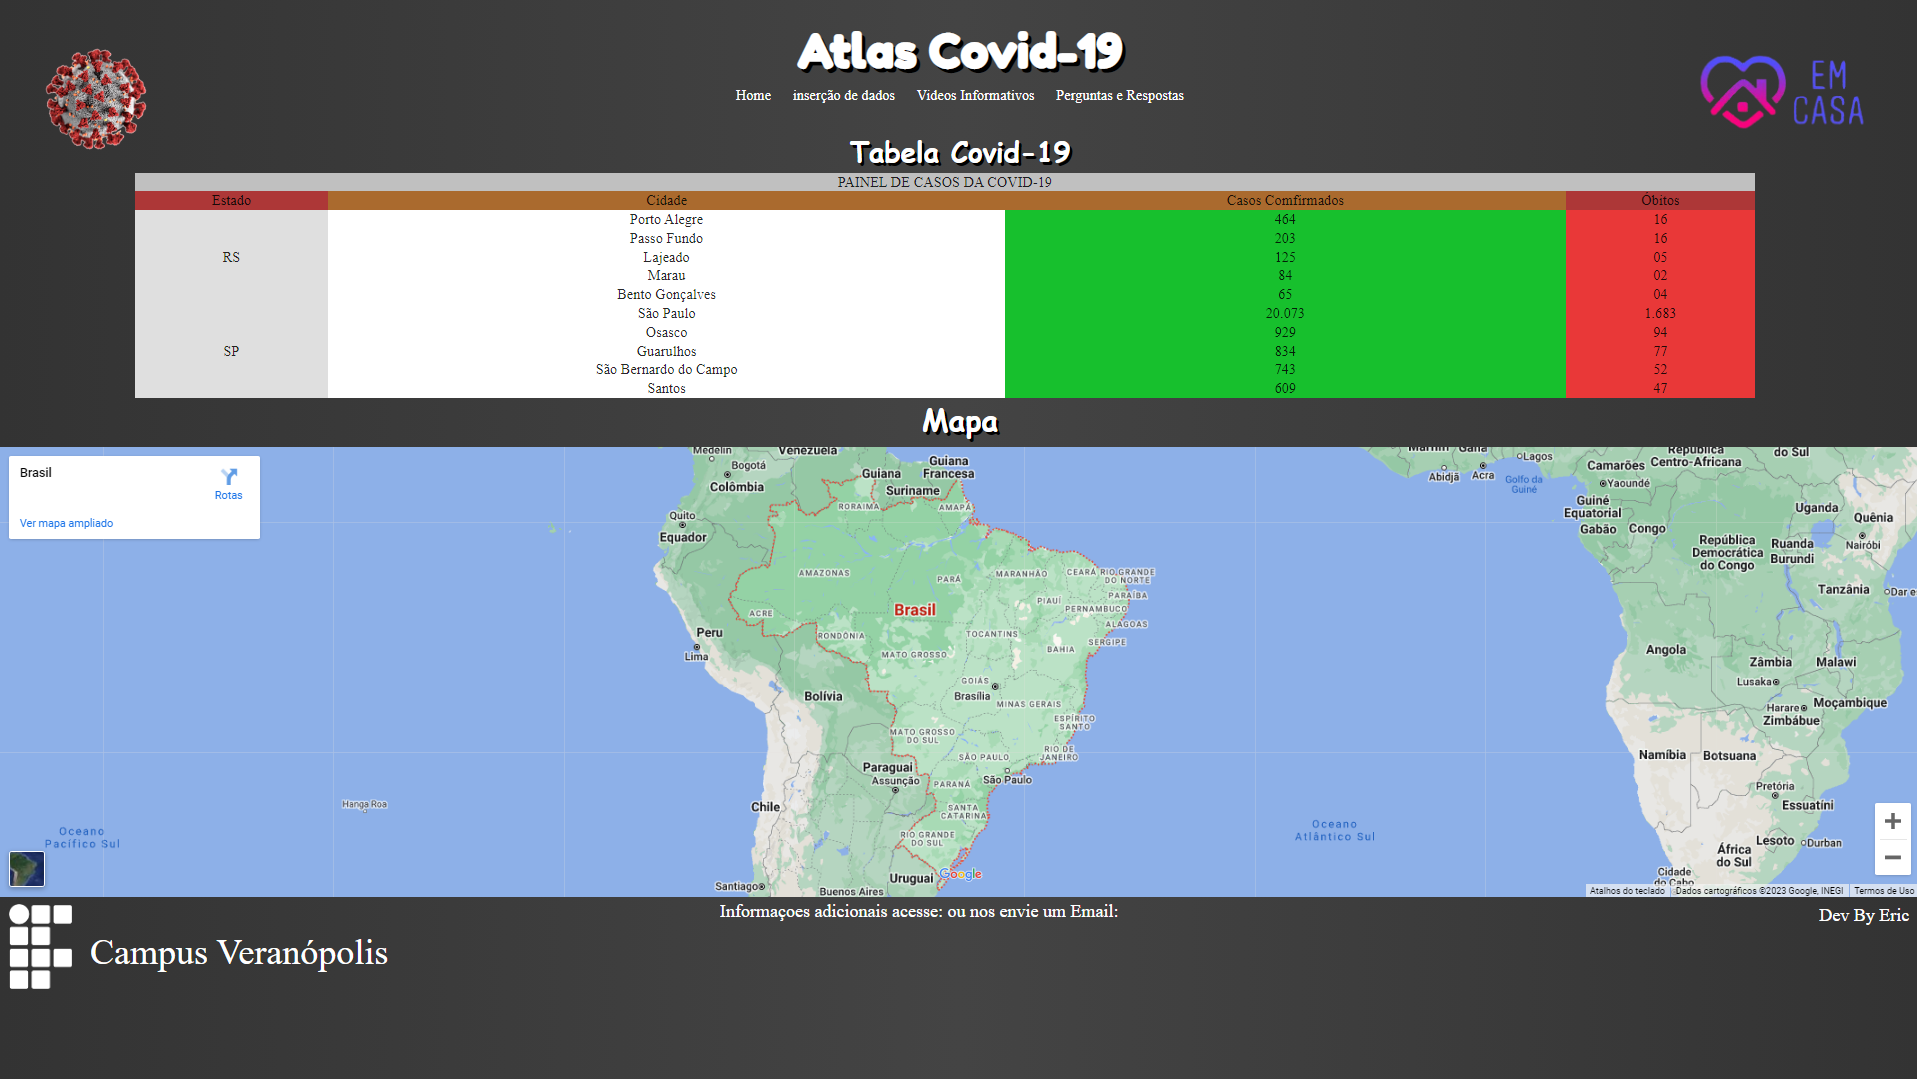 Atlas Covid-19
EM
CASA
Home inserção de dados Videos Informativos Perguntas e Respostas
Tabela Covid-19
PAINEL DE CASOS DA COVID-19
Estado Cidade Casos Comfirmados Óbitos
Porto Alegre 464 16
Passo Fundo 203 16
RS Lajeado 125 05
Marau 84 02
Bento Gonçalves 65 04
São Paulo 20.073 1.683
Osasco 929 94
SP Guarulhos 834 77
São Bernardo do Campo 743 52
Santos 609 47
Mapa
Brasil
Rotas
Ver mapa ampliado
Medellín
Venezuela
Bogotá
Colômbia
Guiana
Guiana
Francesa
Suriname
RORAIMA
AMAPÁ
Quito
Equador
AMAZONAS
PARÁ
MARANHÃO
CEARÁ
RIO GRANDE
DO NORTE
PARAÍBA
PIAUÍ
PERNAMBUCO
ALAGOAS
SERGIPE
ACRE
Brasil
Peru
Lima
RONDÔNIA
TOCANTINS
MATO GROSSO
BAHIA
GOIÁS
Brasília
Bolívia
MINAS GERAIS
ESPÍRITO
SANTO
MATO GROSSO
DO SUL
RIO DE
JANEIRO
SÃO PAULO
São Paulo
Paraguai
Assunção
PARANÁ
SANTA
CATARINA
Chile
RIO GRANDE
DO SUL
Uruguai
Santiago
Buenos Aires
Hanga Roa
Oceano
Pacífico Sul
Oceano
Atlântico Sul
Google
Gana
Lagos
Abidjã
Acra
Golfo da
Guiné
Camarões
República
Centro-Africana
do Sul
Yaoundé
Guiné
Equatorial
Gabão
Congo
Uganda
Quênia
República
Democrática
do Congo
Ruanda
Burundi
Nairóbi
Tanzânia
Dar e
Angola
Zâmbia
Malawi
Lusaka
Harare
Moçambique
Zimbábue
Namíbia
Botsuana
Pretória
Essuatíni
Lesoto
Durban
África
do Sul
Cidade
do Cabo
Atalhos do teclado Dados cartográficos ©2023 Google, INEGI Termos de Uso
Informaçoes adicionais acesse: ou nos envie um Email:
Dev By Eric
Campus Veranópolis